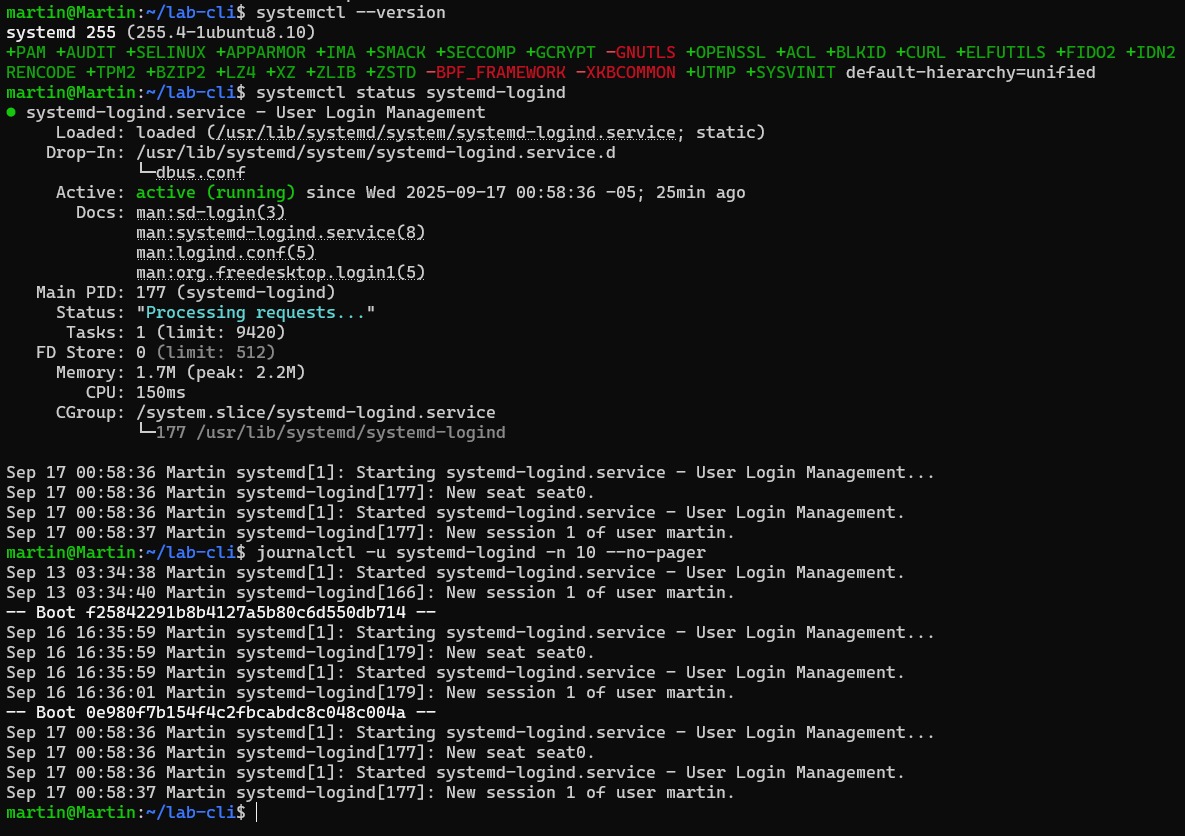 martin@Martin:~/lab-cli$ systemctl --version
systemd 255 (255.4-1ubuntu8.10)
+PAM +AUDIT +SELINUX +APPARMOR +IMA +SMACK +SECCOMP +GCRYPT -GNUTLS +OPENSSL +ACL +BLKID +CURL +ELFUTILS +FIDO2 +IDN2
RENCODE +TPM2 +BZIP2 +LZ4 +XZ +ZLIB +ZSTD -BPF_FRAMEWORK -XKBCOMMON +UTMP +SYSVINIT default-hierarchy=unified
martin@Martin:~/lab-cli$ systemctl status systemd-logind
● systemd-logind.service - User Login Management
Loaded: loaded (/usr/lib/systemd/system/systemd-logind.service; static)
Drop-In: /usr/lib/systemd/system/systemd-logind.service.d
└─dbus.conf
Active: active (running) since Wed 2025-09-17 00:58:36 -05; 25min ago
Docs: man:sd-login(3)
man:systemd-logind.service(8)
man:logind.conf(5)
man:org.freedesktop.login1(5)
Main PID: 177 (systemd-logind)
Status: "Processing requests..."
Tasks: 1 (limit: 9420)
FD Store: 0 (limit: 512)
Memory: 1.7M (peak: 2.2M)
CPU: 150ms
CGroup: /system.slice/systemd-logind.service
└─177 /usr/lib/systemd/systemd-logind
Sep 17 00:58:36 Martin systemd[1]: Starting systemd-logind.service - User Login Management...
Sep 17 00:58:36 Martin systemd-logind[177]: New seat seat0.
Sep 17 00:58:36 Martin systemd[1]: Started systemd-logind.service - User Login Management.
Sep 17 00:58:37 Martin systemd-logind[177]: New session 1 of user martin.
martin@Martin:~/lab-cli$ journalctl -u systemd-logind -n 10 --no-pager
Sep 13 03:34:38 Martin systemd[1]: Started systemd-logind.service - User Login Management.
Sep 13 03:34:40 Martin systemd-logind[166]: New session 1 of user martin.
-- Boot f25842291b8b4127a5b80c6d550db714 --
Sep 16 16:35:59 Martin systemd[1]: Starting systemd-logind.service - User Login Management...
Sep 16 16:35:59 Martin systemd-logind[179]: New seat seat0.
Sep 16 16:35:59 Martin systemd[1]: Started systemd-logind.service - User Login Management.
Sep 16 16:36:01 Martin systemd-logind[179]: New session 1 of user martin.
-- Boot 0e980f7b154f4c2fbcabdc8c048c004a --
Sep 17 00:58:36 Martin systemd[1]: Starting systemd-logind.service - User Login Management...
Sep 17 00:58:36 Martin systemd-logind[177]: New seat seat0.
Sep 17 00:58:36 Martin systemd[1]: Started systemd-logind.service - User Login Management.
Sep 17 00:58:37 Martin systemd-logind[177]: New session 1 of user martin.
martin@Martin:~/lab-cli$